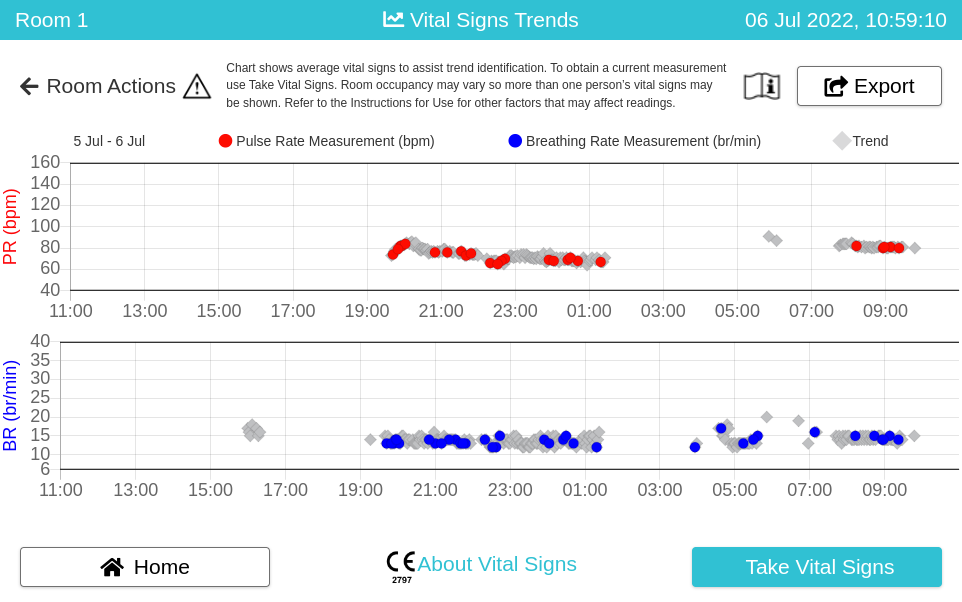 Room 1
Vital Signs Trends
06 Jul 2022, 10:59:10
Room Actions
Chart shows average vital signs to assist trend identification. To obtain a current measurement
use Take Vital Signs. Room occupancy may vary so more than one person's vital signs may
be shown. Refer to the Instructions for Use for other factors that may affect readings.
Export
5 Jul - 6 Jul
Pulse Rate Measurement (bpm)
Breathing Rate Measurement (br/min)
Trend
PR (bpm)
160
140
120
100
80
60
40
11:00 13:00 15:00 17:00 19:00 21:00 23:00 01:00 03:00 05:00 07:00 09:00
BR (br/min)
40
35
30
25
20
15
10
6
11:00 13:00 15:00 17:00 19:00 21:00 23:00 01:00 03:00 05:00 07:00 09:00
Home
CE
2797
About Vital Signs
Take Vital Signs